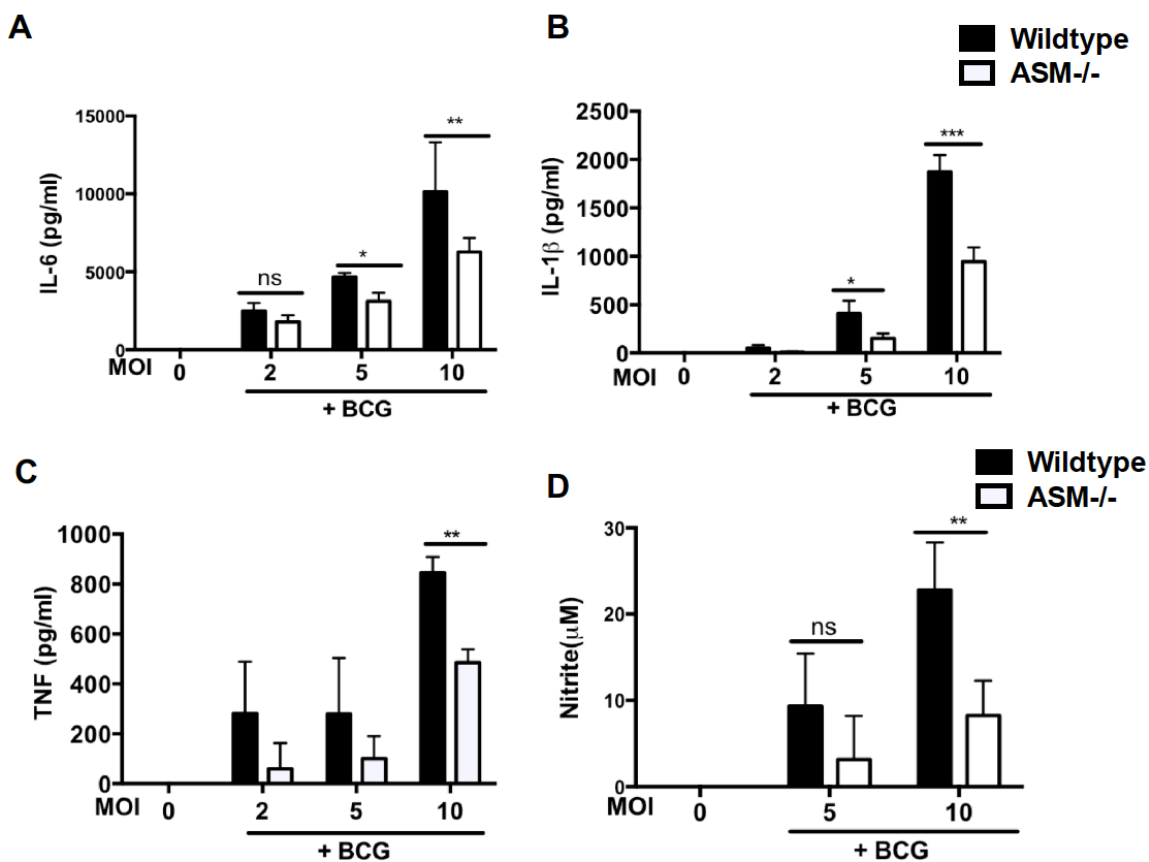 A
B
Wildtype
ASM-/-
IL-6 (pg/ml)
15000
10000
5000
0
ns
*
**
MOI 0 2 5 10
+ BCG
IL-1β (pg/ml)
2500
2000
1500
1000
500
0
*
***
MOI 0 2 5 10
+ BCG
C
D
Wildtype
ASM-/-
TNF (pg/ml)
1000
800
600
400
200
0
**
MOI 0 2 5 10
+ BCG
Nitrite(µM)
30
20
10
0
ns
**
MOI 0 5 10
+ BCG